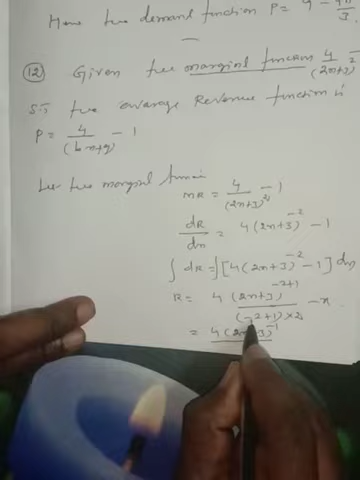 Hence the demand function P = 9 - 4x / 3.
(12) Given the marginal function 4/(2x+3)² -
S.T the average Revenue function is
P = 4/(6x+9) - 1
Let the marginal
MR = 4/(2x+3)² - 1
dR/dx = 4(2x+3)⁻² - 1
∫ dR = ∫[4(2x+3)⁻² - 1] dx
R = 4(2x+3)⁻²⁺¹/(-2+1)×2 - x
= 4(2x+3)⁻¹